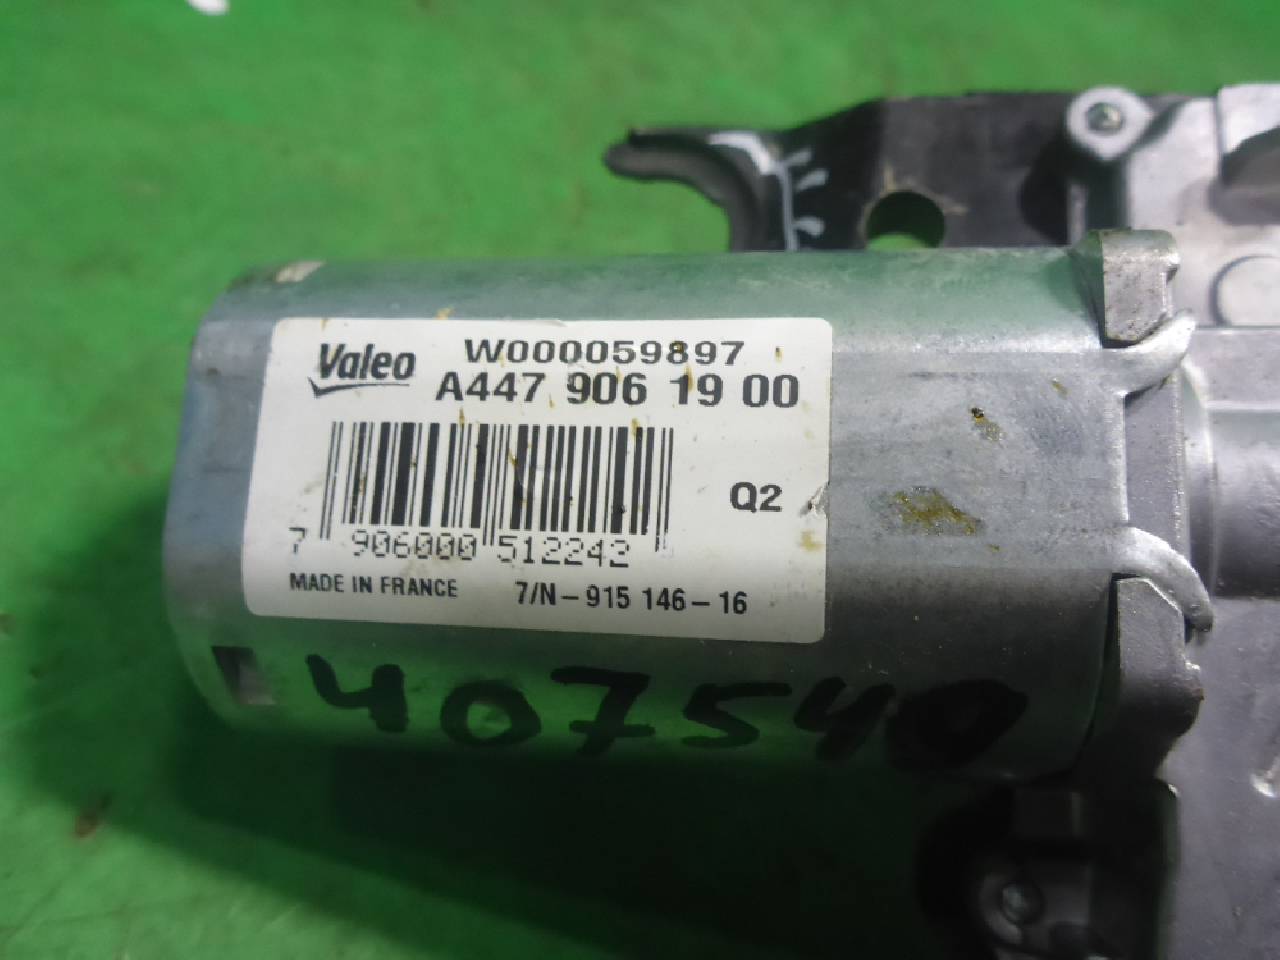 Valeo W000059897
A447 906 19 00
Q2
7 906000 512242
MADE IN FRANCE 7/N-915 146-16
407540